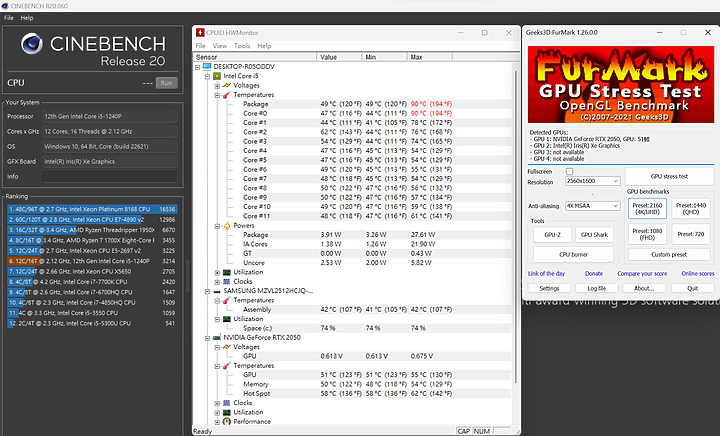 CINEBENCH R20.060
File Help
CINEBENCH
Release 20
CPU --- Run
Your System
Processor 12th Gen Intel Core i5-1240P
Cores x GHz 12 Cores, 16 Threads @ 2.12 GHz
OS Windows 10, 64 Bit, Core (build 22621)
GFX Board Intel(R) Iris(R) Xe Graphics
Info
Ranking
1. 48C/96T @ 2.7 GHz, Intel Xeon Platinum 8168 CPU 16536
2. 60C/120T @ 2.8 GHz, Intel Xeon CPU E7-4890 v2 12986
3. 16C/32T @ 3.4 GHz, AMD Ryzen Threadripper 1950X 6670
4. 8C/16T @ 3.4 GHz, AMD Ryzen 7 1700X Eight-Core 3455
5. 12C/24T @ 2.7 GHz, Intel Xeon CPU E5-2697 v2 3225
6. 12C/16T @ 2.12 GHz, 12th Gen Intel Core i5-1240P 3214
7. 12C/24T @ 2.66 GHz, Intel Xeon CPU X5650 2705
8. 4C/8T @ 4.2 GHz, Intel Core i7-7700K CPU 2420
9. 4C/8T @ 2.6 GHz, Intel Core i7-6700HQ CPU 1647
10. 4C/8T @ 2.3 GHz, Intel Core i7-4850HQ CPU 1509
11. 4C @ 3.3 GHz, Intel Core i5-3550 CPU 1059
12. 2C/4T @ 2.3 GHz, Intel Core i5-5300U CPU 541
CPUID HWMonitor
File View Tools Help
Sensor Value Min Max
DESKTOP-R05ODDV
Intel Core i5
Voltages
Temperatures
Package 49 °C (120 °F) 49 °C (120 °F) 90 °C (194 °F)
Core #0 47 °C (116 °F) 44 °C (111 °F) 90 °C (194 °F)
Core #1 44 °C (111 °F) 41 °C (105 °F) 78 °C (172 °F)
Core #2 62 °C (143 °F) 44 °C (111 °F) 76 °C (168 °F)
Core #3 54 °C (129 °F) 44 °C (111 °F) 74 °C (165 °F)
Core #4 47 °C (116 °F) 45 °C (113 °F) 54 °C (129 °F)
Core #5 47 °C (116 °F) 45 °C (113 °F) 54 °C (129 °F)
Core #6 49 °C (120 °F) 45 °C (113 °F) 55 °C (131 °F)
Core #7 48 °C (118 °F) 45 °C (113 °F) 54 °C (129 °F)
Core #8 50 °C (122 °F) 47 °C (116 °F) 56 °C (132 °F)
Core #9 50 °C (122 °F) 47 °C (116 °F) 57 °C (134 °F)
Core #10 49 °C (120 °F) 47 °C (116 °F) 59 °C (138 °F)
Core #11 48 °C (118 °F) 47 °C (116 °F) 61 °C (141 °F)
Powers
Package 3.91 W 3.26 W 27.61 W
IA Cores 1.38 W 1.26 W 21.90 W
GT 0.00 W 0.00 W 0.43 W
Uncore 2.53 W 2.00 W 5.82 W
Utilization
Clocks
SAMSUNG MZVL2512HCJQ-...
Temperatures
Assembly 42 °C (107 °F) 41 °C (105 °F) 42 °C (107 °F)
Utilization
Space (c:) 74 % 74 % 74 %
NVIDIA GeForce RTX 2050
Voltages
GPU 0.613 V 0.613 V 0.675 V
Temperatures
GPU 51 °C (123 °F) 51 °C (123 °F) 55 °C (130 °F)
Memory 50 °C (122 °F) 48 °C (118 °F) 54 °C (129 °F)
Hot Spot 58 °C (136 °F) 58 °C (136 °F) 62 °C (142 °F)
Clocks
Utilization
Performance
Ready CAP NUM
Geeks3D FurMark 1.26.0.0
FurMark
GPU Stress Test
OpenGL Benchmark
(C)2007-2021 Geeks3D
Detected GPUs:
- GPU 1: NVIDIA GeForce RTX 2050, GPU: 51
- GPU 2: Intel(R) Iris(R) Xe Graphics
- GPU 3: not available
- GPU 4: not available
Fullscreen
Resolution 2560x1600
GPU stress test
Anti-aliasing 4X MSAA
GPU benchmarks
Preset:2160 (4K/UHD)
Preset:1440 (QHD)
Preset:1080 (FHD)
Preset:720
Custom preset
Tools
GPU-Z GPU Shark
CPU burner
Link of the day Donate Compare your score Online scores
Settings Log file About... Quit
award winning 3D software